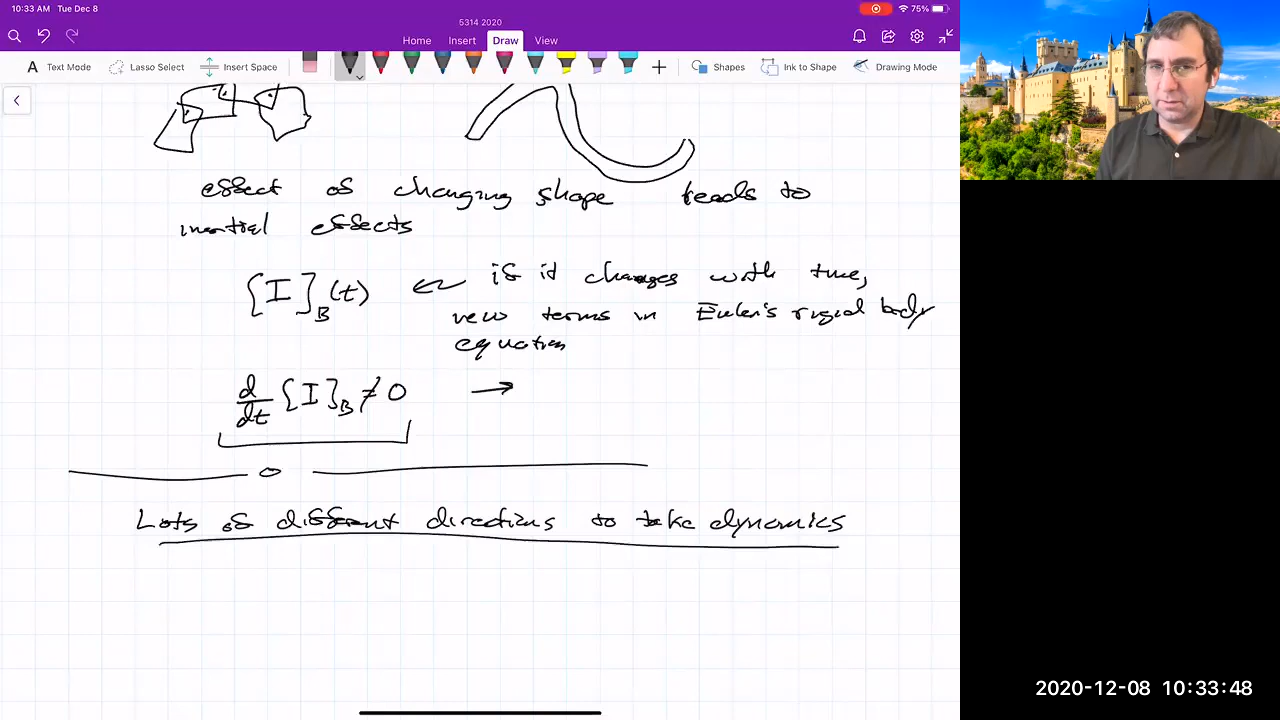 10:33 AM Tue Dec 8
75%
5314 2020
Home Insert Draw View
Text Mode Lasso Select Insert Space Shapes Ink to Shape Drawing Mode
effect of changing shape leads to
inertial effects
[I]_B(t) ← if it changes with time,
new terms in Euler's rigid body
equation
d/dt [I]_B ≠ 0 →
Lots of different directions to take dynamics
2020-12-08 10:33:48